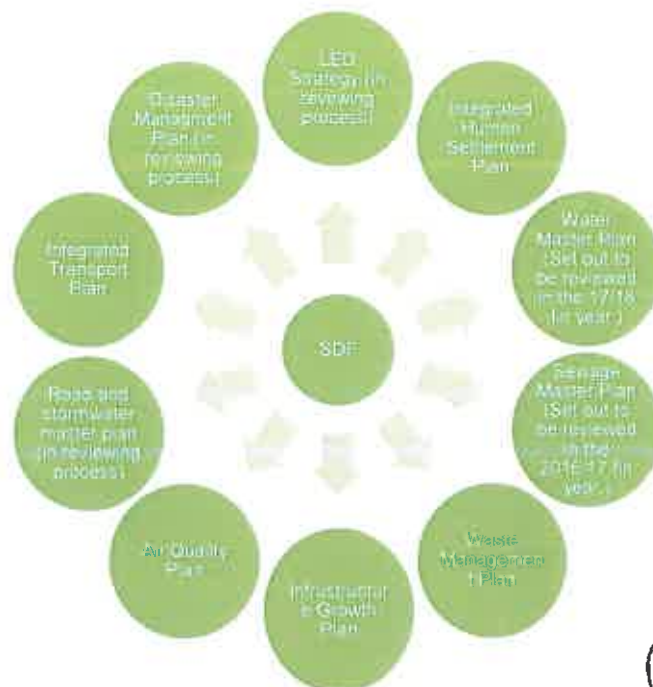 LED
Strategy (in
reviewing
process)
Integrated
Human
Settlement
Plan
Water
Master Plan
(Set out to
be reviewed
in the 17/18
fin year.)
Sewage
Master Plan
(Set out to
be reviewed
in the
2016/17 fin
year.)
Waste
Managemen
t Plan
Infrastructur
e Growth
Plan
Air Quality
Plan
Road and
stormwater
matter plan
(in reviewing
process)
Integrated
Transport
Plan
Disaster
Managment
Plan (in
reviewing
process)
SDF